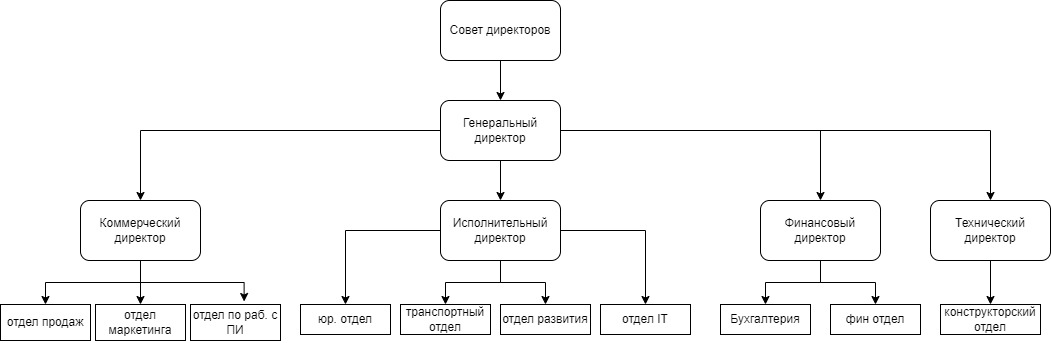 Совет директоров
Генеральный
директор
Коммерческий
директор
Исполнительный
директор
Финансовый
директор
Технический
директор
отдел продаж
отдел
маркетинга
отдел по раб. с
ПИ
юр. отдел
транспортный
отдел
отдел развития
отдел IT
Бухгалтерия
фин отдел
конструкторский
отдел